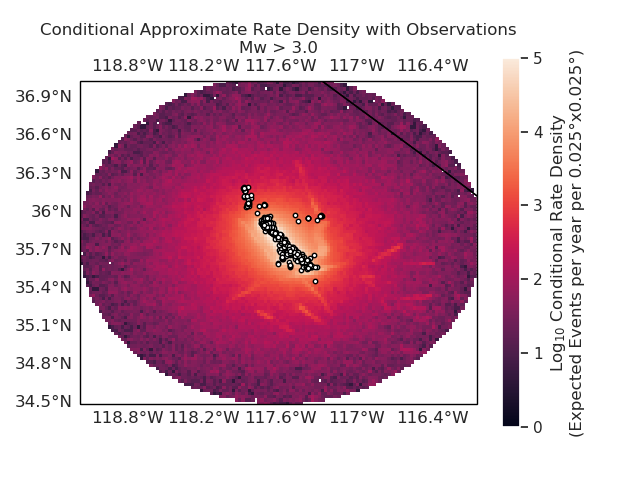 Conditional Approximate Rate Density with Observations
Mw > 3.0
118.8°W 118.2°W 117.6°W 117°W 116.4°W
36.9°N
36.6°N
36.3°N
36°N
35.7°N
35.4°N
35.1°N
34.8°N
34.5°N
118.8°W 118.2°W 117.6°W 117°W 116.4°W
5
4
3
2
1
0
Log₁₀ Conditional Rate Density
(Expected Events per year per 0.025°x0.025°)